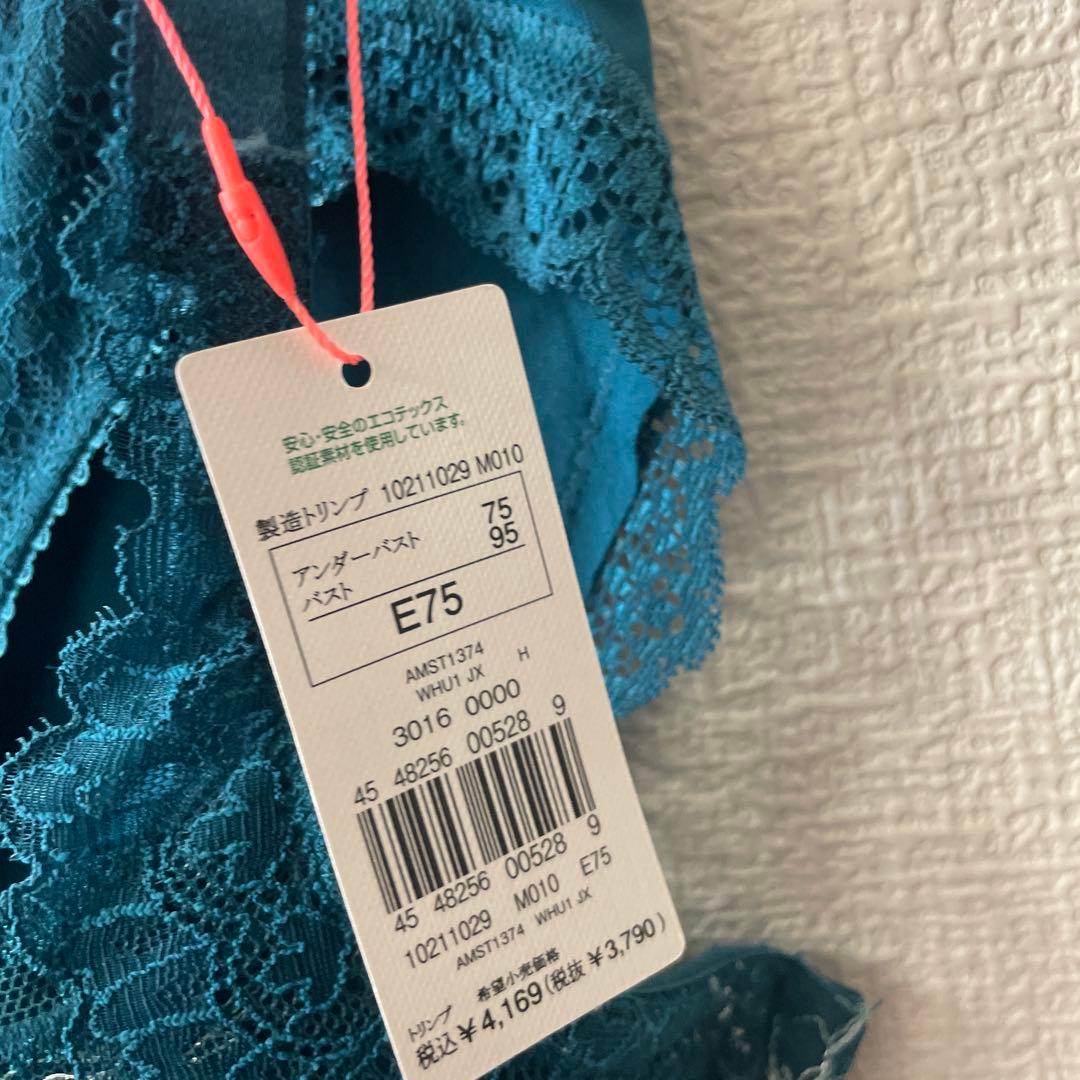 安心・安全のエコテックス
認証素材を使用しています。
製造トリンプ 10211029 M010
アンダーバスト 75
バスト 95
E75
AMST1374
WHU1 JX H
3016 0000
45 48256 00528 9
45 48256 00528 9
10211029 M010 E75
AMST1374 WHU1 JX
トリンプ 希望小売価格
税込¥4,169(税抜¥3,790)